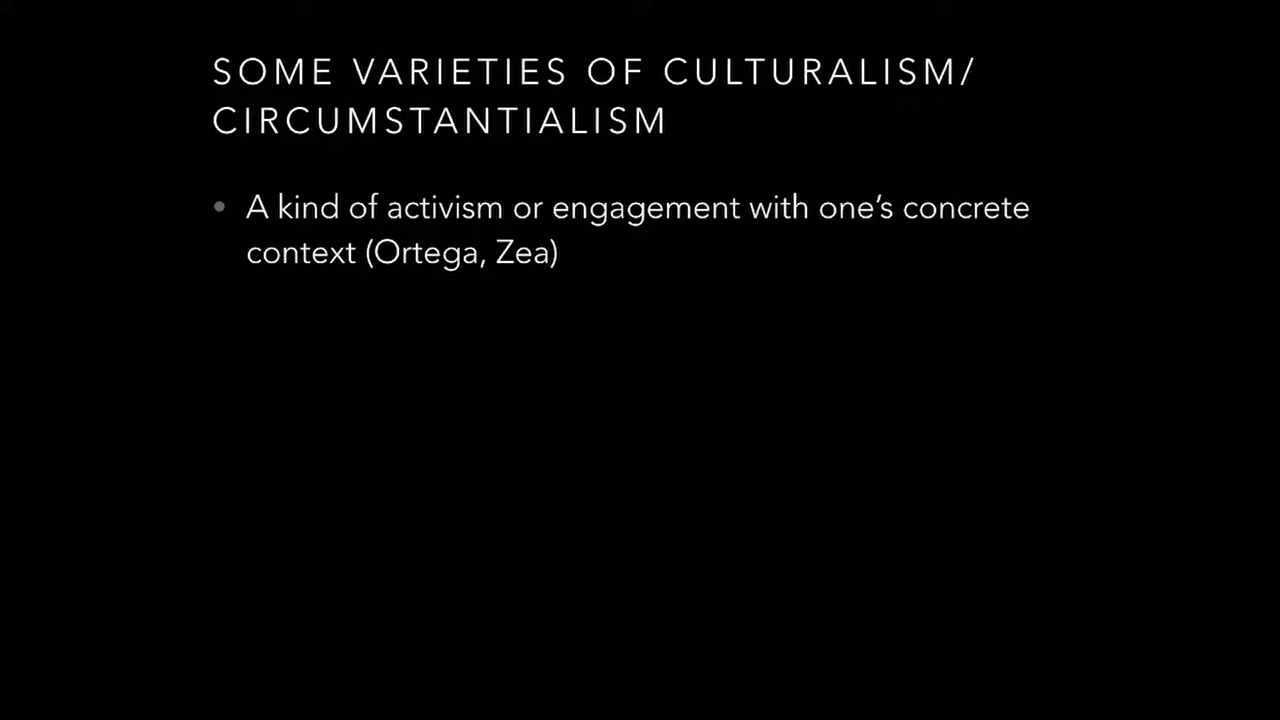 SOME VARIETIES OF CULTURALISM/
CIRCUMSTANTIALISM
• A kind of activism or engagement with one’s concrete
context (Ortega, Zea)